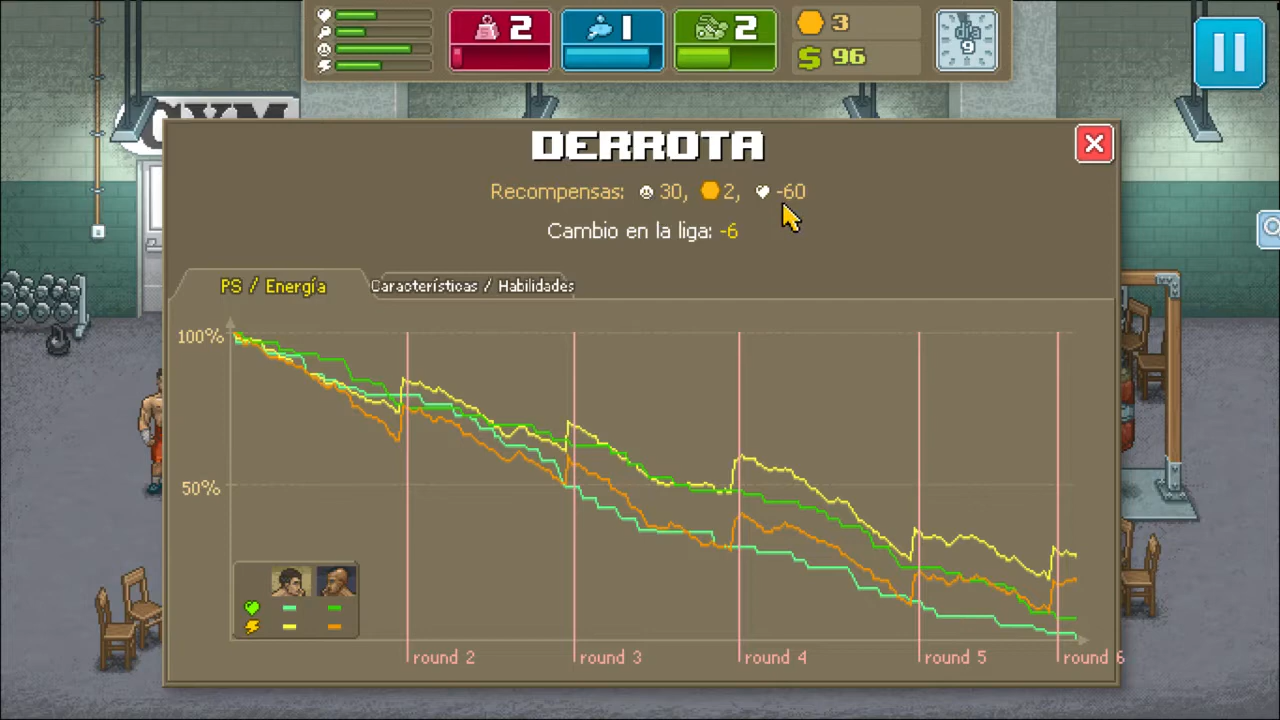 2 1 2 3
$ 96
día
9
GYM
DERROTA
Recompensas: 30, 2, -60
Cambio en la liga: -6
PS / Energía
Características / Habilidades
100%
50%
round 2
round 3
round 4
round 5
round 6